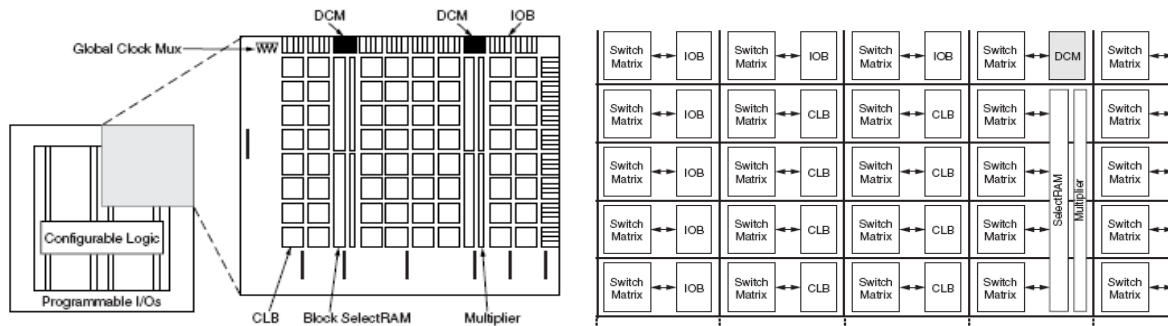 DCM
DCM
IOB
Global Clock Mux
Configurable Logic
Programmable I/Os
CLB
Block SelectRAM
Multiplier
Switch Matrix
IOB
Switch Matrix
IOB
Switch Matrix
IOB
Switch Matrix
DCM
Switch Matrix
Switch Matrix
IOB
Switch Matrix
CLB
Switch Matrix
CLB
Switch Matrix
Switch Matrix
Switch Matrix
IOB
Switch Matrix
CLB
Switch Matrix
CLB
Switch Matrix
SelectRAM
Multiplier
Switch Matrix
Switch Matrix
IOB
Switch Matrix
CLB
Switch Matrix
CLB
Switch Matrix
Switch Matrix
Switch Matrix
IOB
Switch Matrix
CLB
Switch Matrix
CLB
Switch Matrix
Switch Matrix